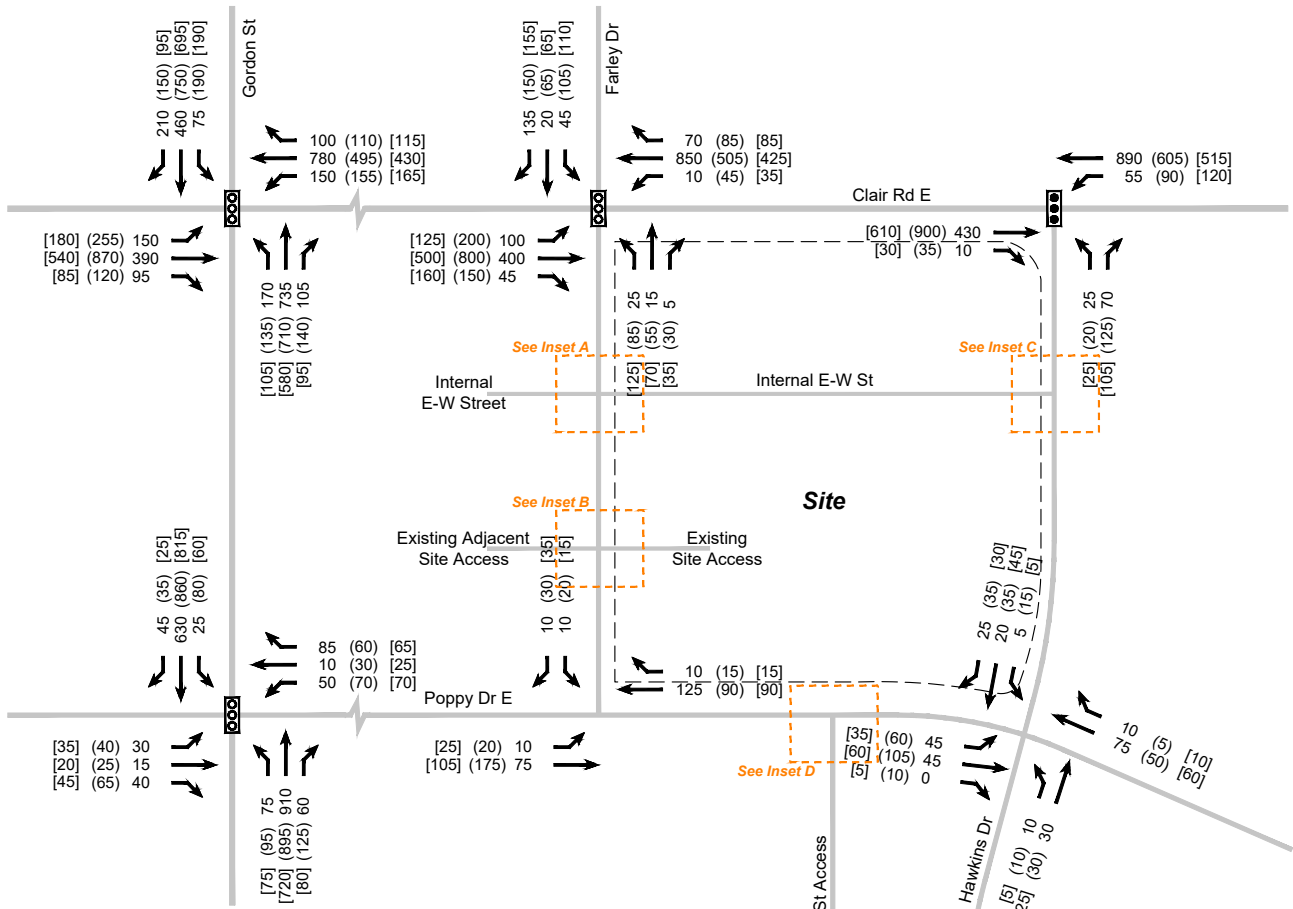 210 (150) [95]
460 (750) [695]
75 (190) [190]
Gordon St
100 (110) [115]
780 (495) [430]
150 (155) [165]
[180] (255) 150
[540] (870) 390
[85] (120) 95
[105] (135) 170
[580] (710) 735
[95] (140) 105
135 (150) [155]
20 (65) [65]
45 (105) [110]
Farley Dr
70 (85) [85]
850 (505) [425]
10 (45) [35]
Clair Rd E
[125] (200) 100
[500] (800) 400
[160] (150) 45
[125] (85) 25
[70] (55) 15
[35] (30) 5
890 (605) [515]
55 (90) [120]
[610] (900) 430
[30] (35) 10
[25] (20) 25
[105] (125) 70
See Inset A
See Inset C
Internal
E-W Street
Internal E-W St
See Inset B
Site
Existing Adjacent
Site Access
Existing
Site Access
45 (35) [25]
630 (860) [815]
25 (80) [60]
85 (60) [65]
10 (30) [25]
50 (70) [70]
Poppy Dr E
[35] (40) 30
[20] (25) 15
[45] (65) 40
[75] (95) 75
[720] (895) 910
[80] (125) 60
10 (30) [35]
10 (20) [15]
10 (15) [15]
125 (90) [90]
[25] (20) 10
[105] (175) 75
See Inset D
25 (35) [30]
20 (35) [45]
5 (15) [5]
10 (5) [10]
75 (50) [60]
[35] (60) 45
[60] (105) 45
[5] (10) 0
[5] (10) 10
25] (30) 30
Hawkins Dr
St Access